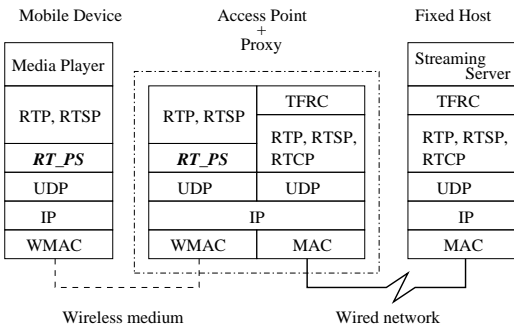 Mobile Device
Access Point
+
Proxy
Fixed Host
Media Player
RTP, RTSP
RT_PS
UDP
IP
WMAC
RTP, RTSP
RT_PS
UDP
TFRC
RTP, RTSP,
RTCP
UDP
IP
WMAC
MAC
Streaming
Server
TFRC
RTP, RTSP,
RTCP
UDP
IP
MAC
Wireless medium
Wired network